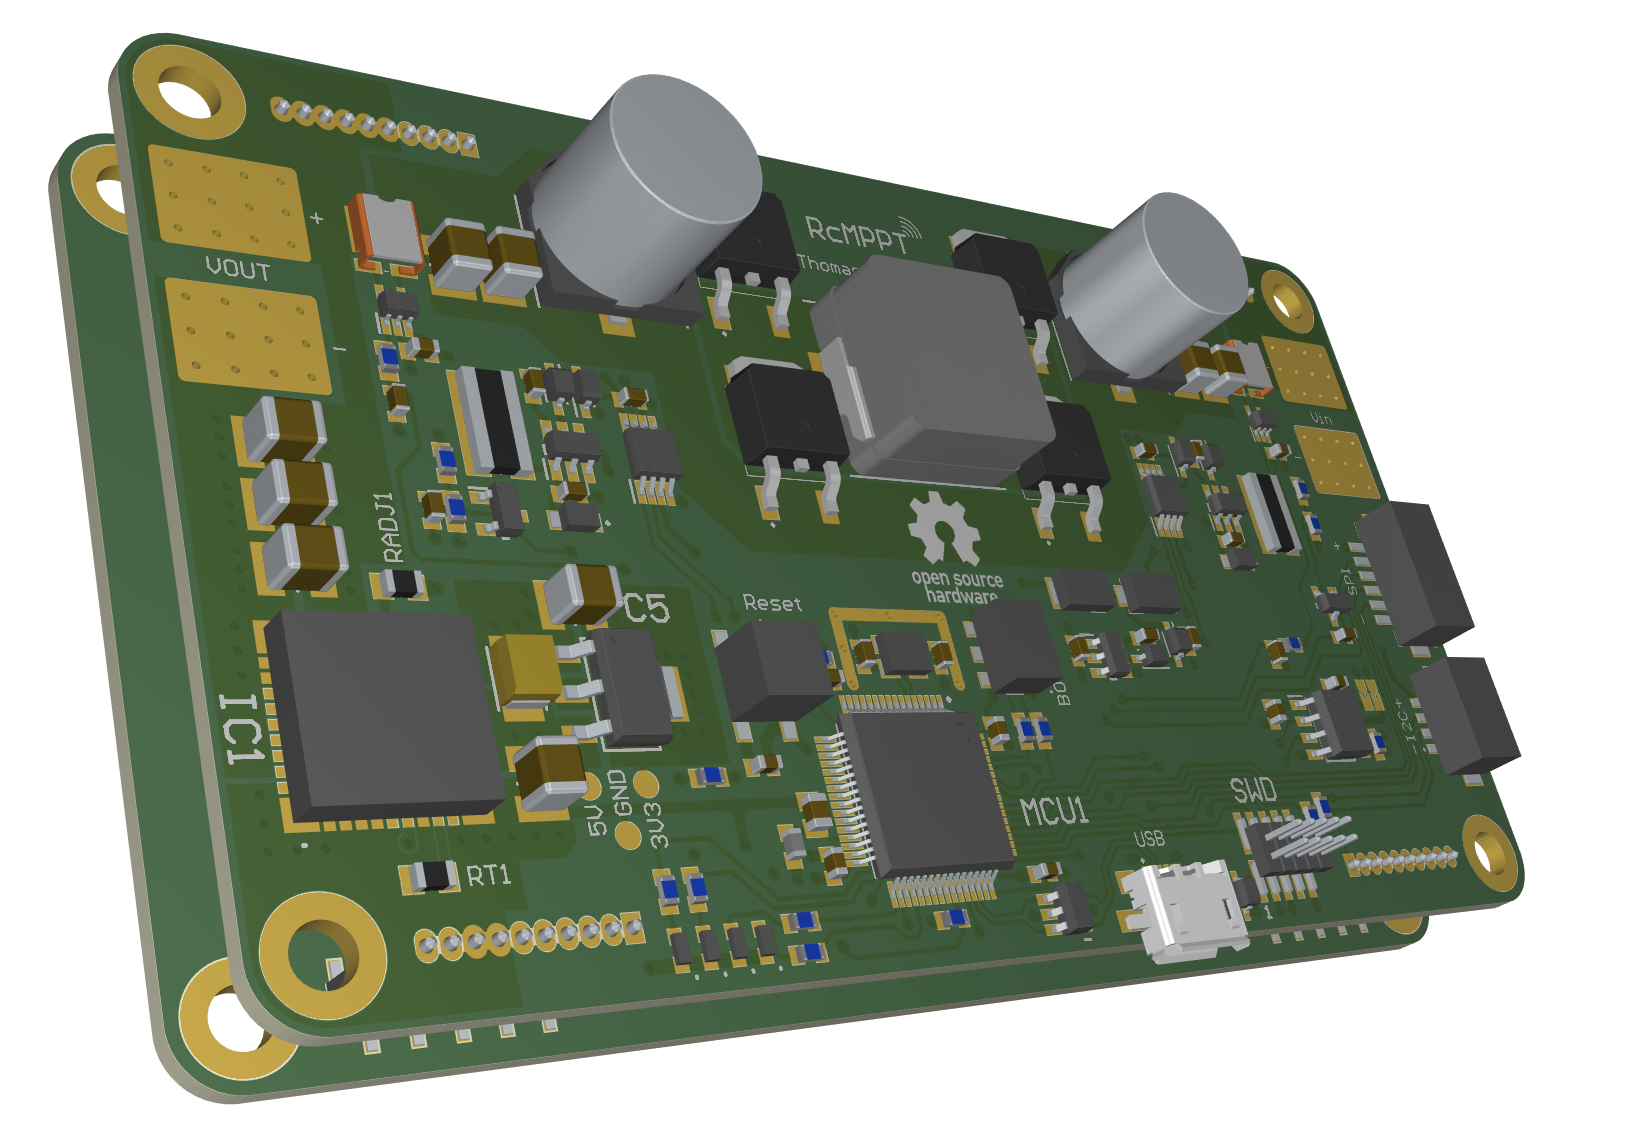 RcMPPT
Thomas
+
VOUT
-
Vin
RADJ1
+
SPI
open source
hardware
Reset
C5
IC1
-I2C+
5V
GND
3V3
MCU1
SWD
USB
RT1
1